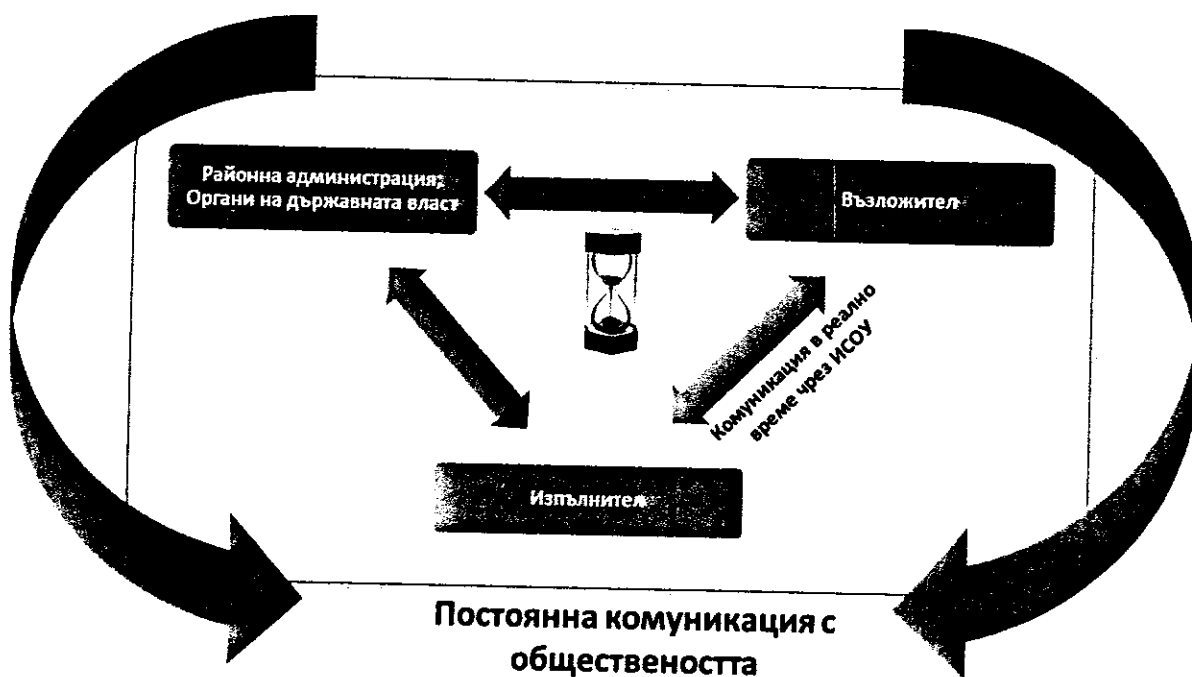 Районна администрация;
Органи на държавната власт
Възложител
Комуникация в реално
време чрез ИСОУ
Изпълнител
Постоянна комуникация с
обществеността